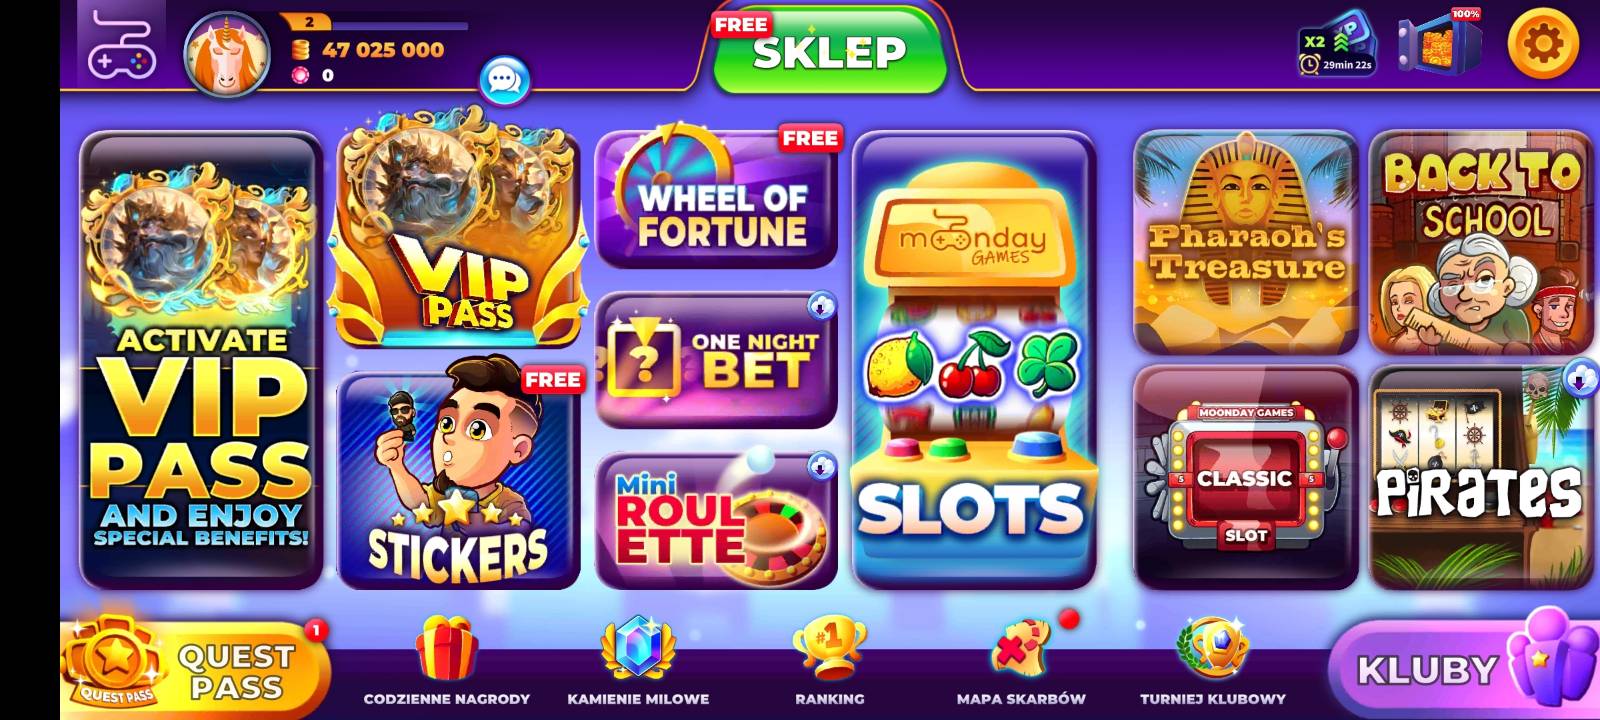 2
47 025 000
0
FREE
SKLEP
X2
P
29min 22s
100%
ACTIVATE
VIP
PASS
AND ENJOY
SPECIAL BENEFITS!
VIP
PASS
FREE
STICKERS
FREE
WHEEL OF
FORTUNE
?
ONE NIGHT
BET
Mini
ROUL
ETTE
moonday
GAMES
SLOTS
Pharaoh's
Treasure
BACK TO
SCHOOL
MOONDAY GAMES
5
CLASSIC
5
SLOT
PiRATES
QUEST PASS
QUEST
PASS
1
CODZIENNE NAGRODY
KAMIENIE MILOWE
#1
RANKING
MAPA SKARBÓW
TURNIEJ KLUBOWY
KLUBY